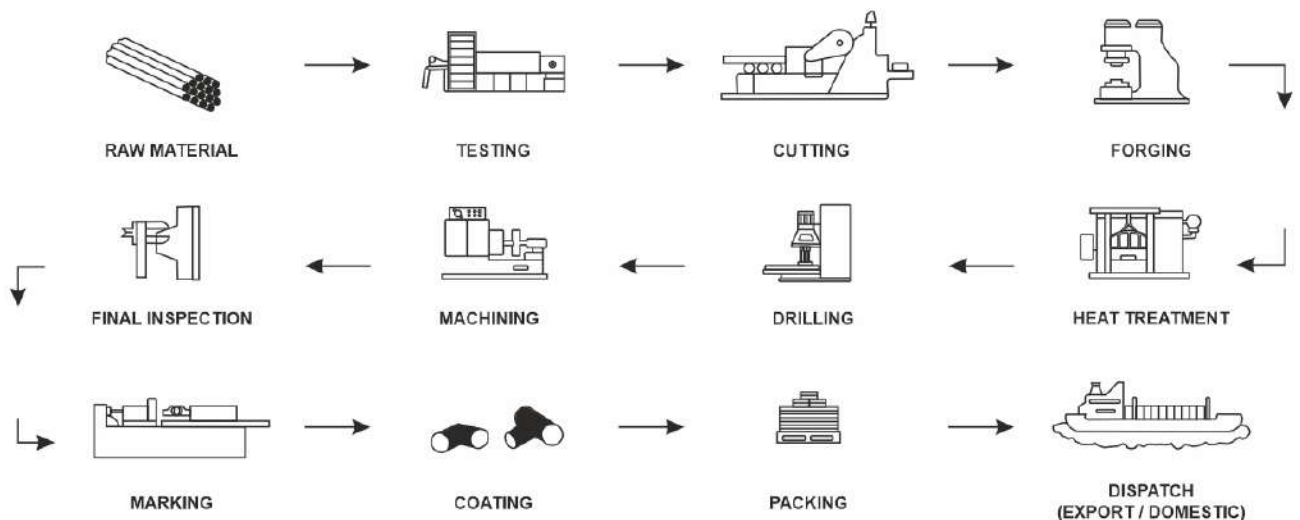 RAW MATERIAL
TESTING
CUTTING
FORGING
FINAL INSPECTION
MACHINING
DRILLING
HEAT TREATMENT
MARKING
COATING
PACKING
DISPATCH
(EXPORT / DOMESTIC)